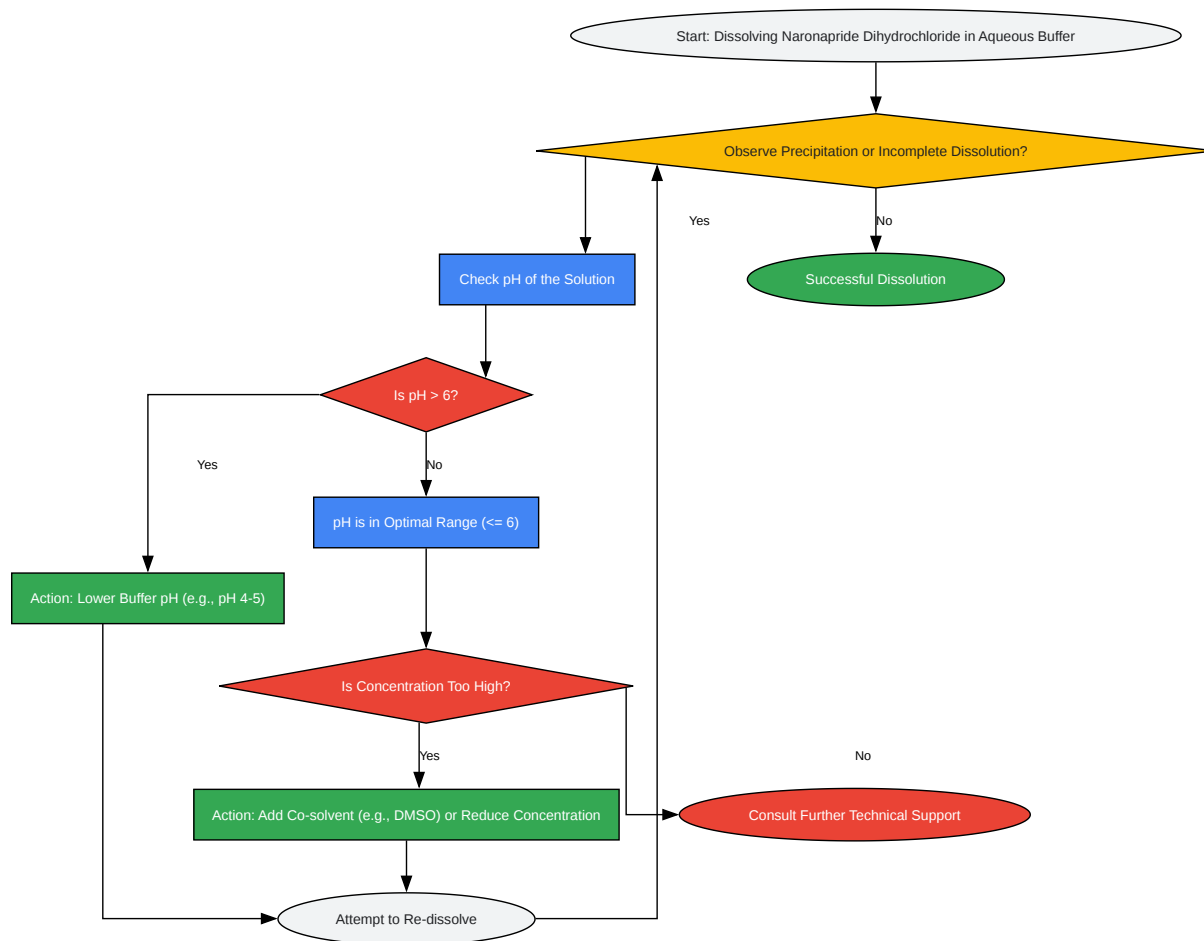 Start: Dissolving Naronapride Dihydrochloride in Aqueous Buffer
Observe Precipitation or Incomplete Dissolution?
Yes
No
Check pH of the Solution
Successful Dissolution
Is pH > 6?
Yes
No
pH is in Optimal Range (<= 6)
Action: Lower Buffer pH (e.g., pH 4-5)
Is Concentration Too High?
Yes
No
Action: Add Co-solvent (e.g., DMSO) or Reduce Concentration
Consult Further Technical Support
Attempt to Re-dissolve